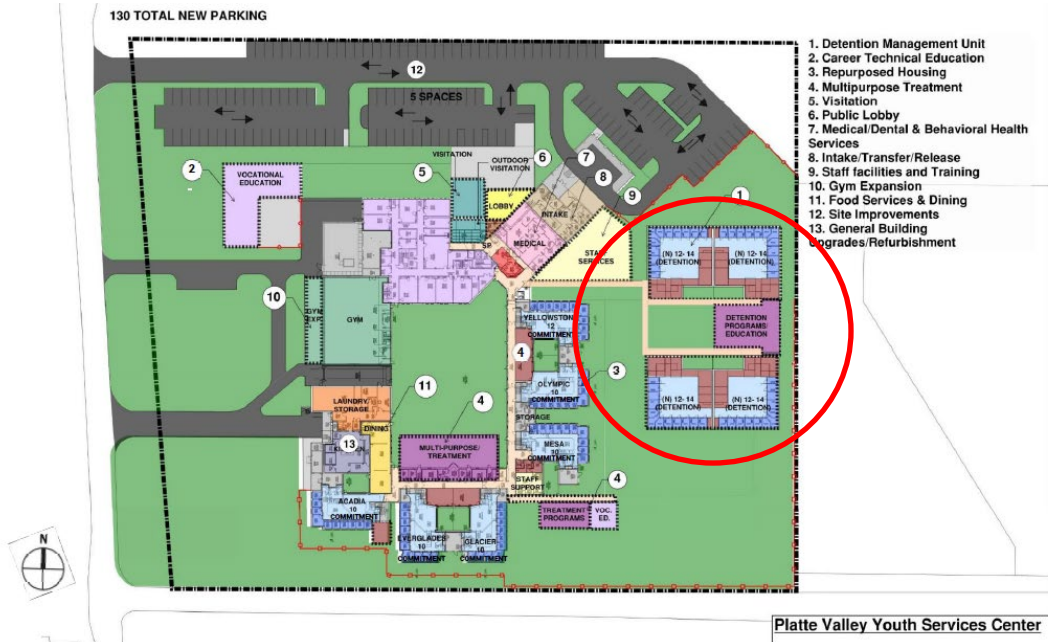 130 TOTAL NEW PARKING
1. Detention Management Unit
2. Career Technical Education
3. Repurposed Housing
4. Multipurpose Treatment
5. Visitation
6. Public Lobby
7. Medical/Dental & Behavioral Health
Services
8. Intake/Transfer/Release
9. Staff facilities and Training
10. Gym Expansion
11. Food Services & Dining
12. Site Improvements
13. General Building
Upgrades/Refurbishment
12
5 SPACES
VISITATION
OUTDOOR
VISITATION
6
7
8
9
5
2
VOCATIONAL
EDUCATION
LOBBY
INTAKE
MEDICAL
STAFF
SERVICES
1
(N) 12- 14
(DETENTION)
(N) 12- 14
(DETENTION)
DETENTION
PROGRAMS/
EDUCATION
(N) 12- 14
(DETENTION)
(N) 12- 14
(DETENTION)
10
GYM
EXP.
GYM
YELLOWSTONE
12
COMMITMENT
4
OLYMPIC
10
COMMITMENT
3
STORAGE
MESA
10
COMMITMENT
STAFF
SUPPORT
11
4
LAUNDRY/
STORAGE
DINING
13
MULTI-PURPOSE/
TREATMENT
4
TREATMENT
PROGRAMS
VOC.
ED.
ACADIA
10
COMMITMENT
EVERGLADES
10
COMMITMENT
GLACIER
10
COMMITMENT
N
Platte Valley Youth Services Center